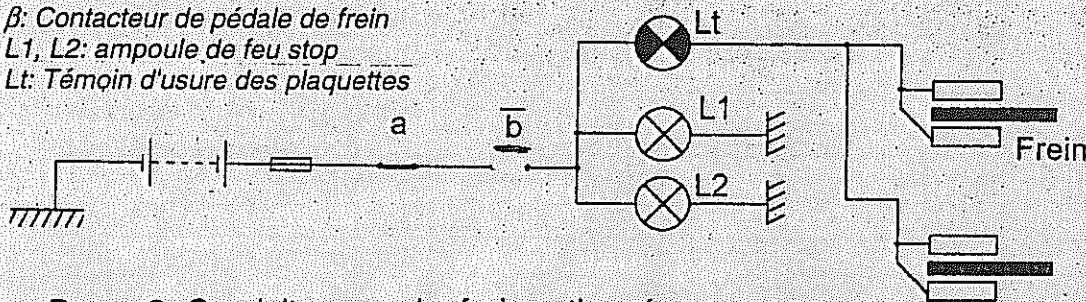 β: Contacteur de pédale de frein
L1, L2: ampoule de feu stop
Lt: Témoin d'usure des plaquettes
Lt
a
b̅
L1
L2
Frein